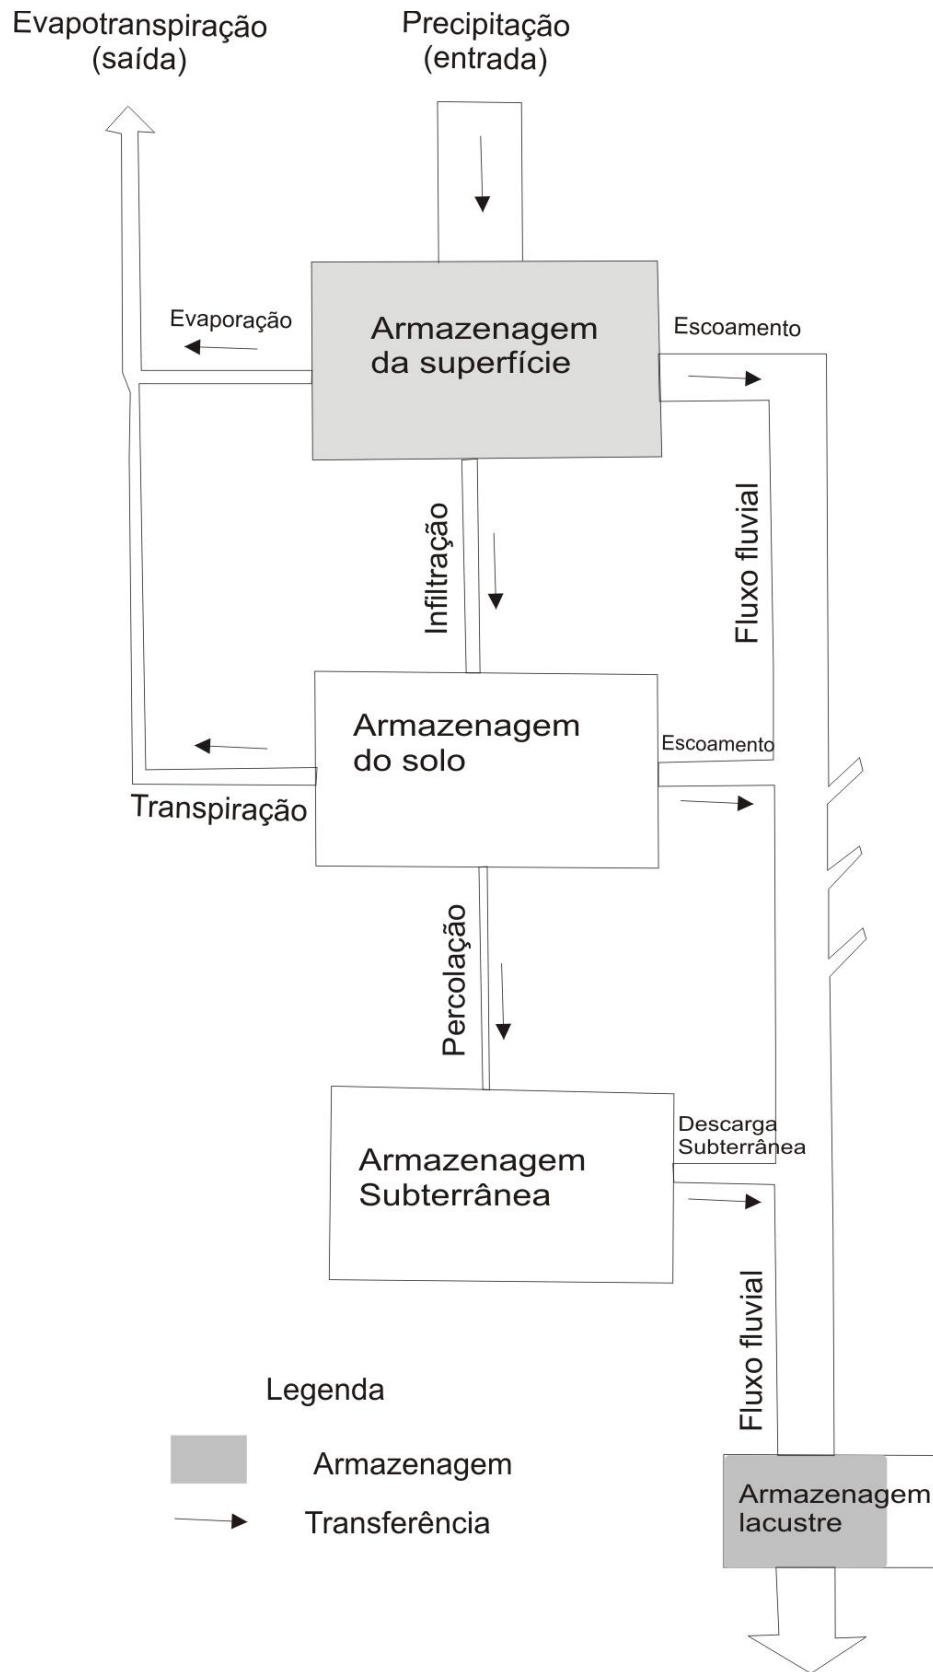 Evapotranspiração
(saída)
Precipitação
(entrada)
Evaporação
Armazenagem
da superfície
Escoamento
Infiltração
Fluxo fluvial
Armazenagem
do solo
Escoamento
Transpiração
Percolação
Armazenagem
Subterrânea
Descarga
Subterrânea
Fluxo fluvial
Legenda
Armazenagem
Transferência
Armazenagem
lacustre